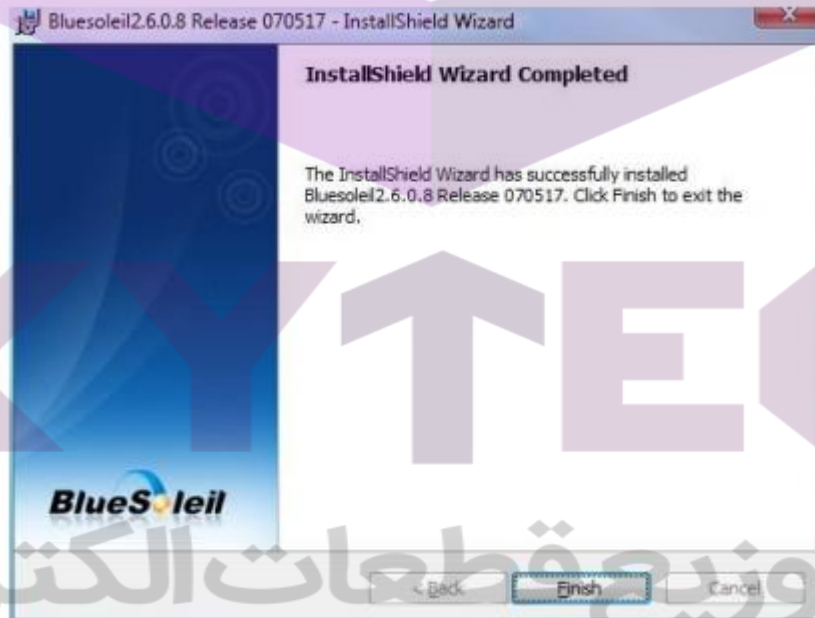 Bluesoleil2.6.0.8 Release 070517 - InstallShield Wizard
InstallShield Wizard Completed
The InstallShield Wizard has successfully installed
Bluesoleil2.6.0.8 Release 070517. Click Finish to exit the
wizard.
KYTEC
BlueSoleil
< Back
Finish
Cancel